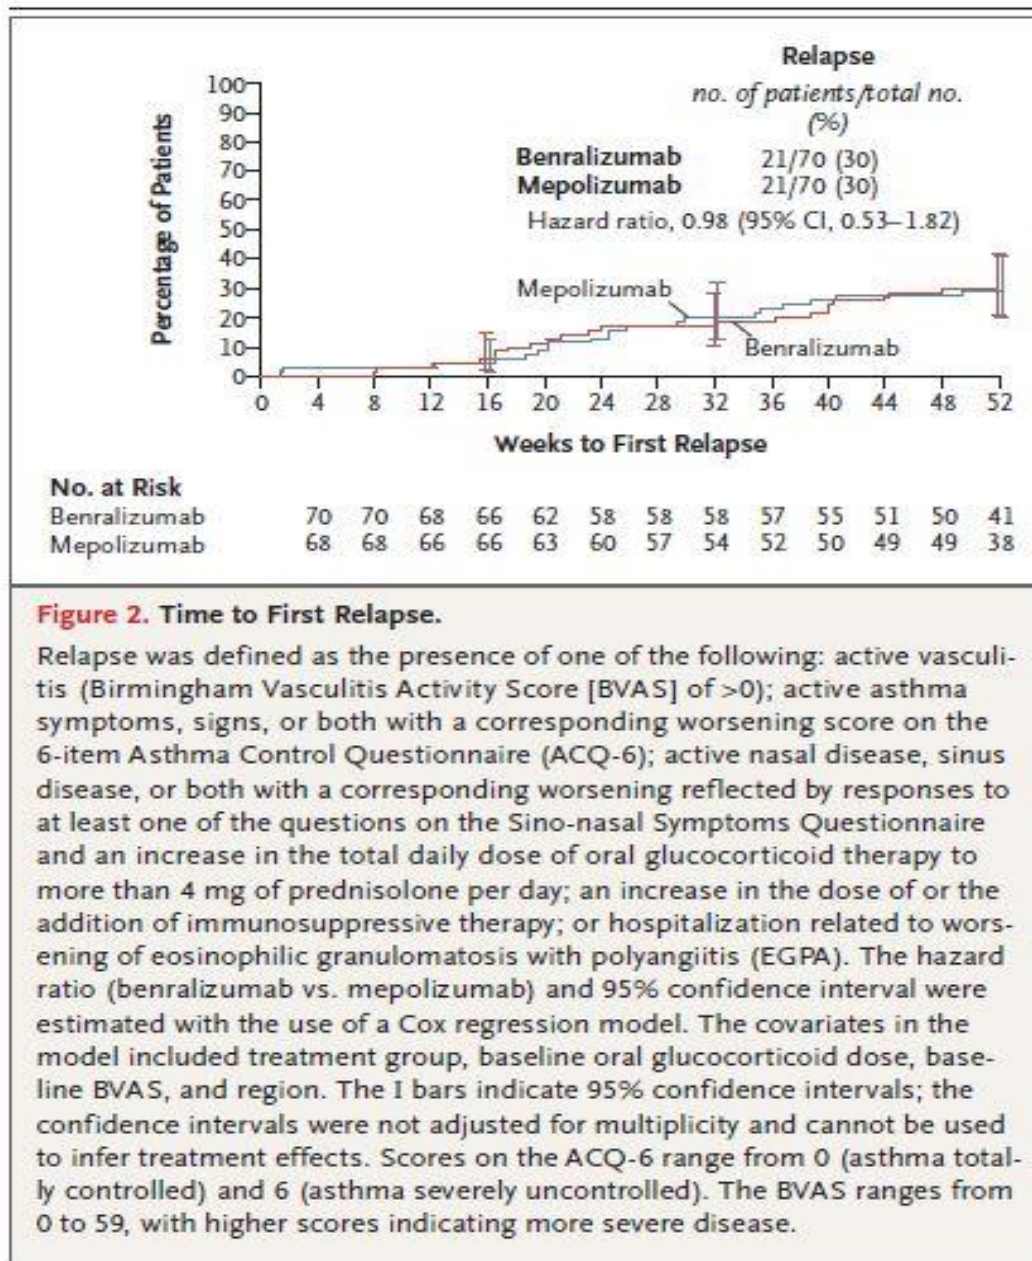 Relapse
no. of patients/total no.
(%)
Benralizumab 21/70 (30)
Mepolizumab 21/70 (30)
Hazard ratio, 0.98 (95% CI, 0.53–1.82)
Percentage of Patients
100
90
80
70
60
50
40
30
20
10
0
Mepolizumab
Benralizumab
0 4 8 12 16 20 24 28 32 36 40 44 48 52
Weeks to First Relapse
No. at Risk
Benralizumab 70 70 68 66 62 58 58 58 57 55 51 50 41
Mepolizumab 68 68 66 66 63 60 57 54 52 50 49 49 38
Figure 2. Time to First Relapse.
Relapse was defined as the presence of one of the following: active vasculi-
tis (Birmingham Vasculitis Activity Score [BVAS] of >0); active asthma
symptoms, signs, or both with a corresponding worsening score on the
6-item Asthma Control Questionnaire (ACQ-6); active nasal disease, sinus
disease, or both with a corresponding worsening reflected by responses to
at least one of the questions on the Sino-nasal Symptoms Questionnaire
and an increase in the total daily dose of oral glucocorticoid therapy to
more than 4 mg of prednisolone per day; an increase in the dose of or the
addition of immunosuppressive therapy; or hospitalization related to wors-
ening of eosinophilic granulomatosis with polyangiitis (EGPA). The hazard
ratio (benralizumab vs. mepolizumab) and 95% confidence interval were
estimated with the use of a Cox regression model. The covariates in the
model included treatment group, baseline oral glucocorticoid dose, base-
line BVAS, and region. The I bars indicate 95% confidence intervals; the
confidence intervals were not adjusted for multiplicity and cannot be used
to infer treatment effects. Scores on the ACQ-6 range from 0 (asthma total-
ly controlled) and 6 (asthma severely uncontrolled). The BVAS ranges from
0 to 59, with higher scores indicating more severe disease.